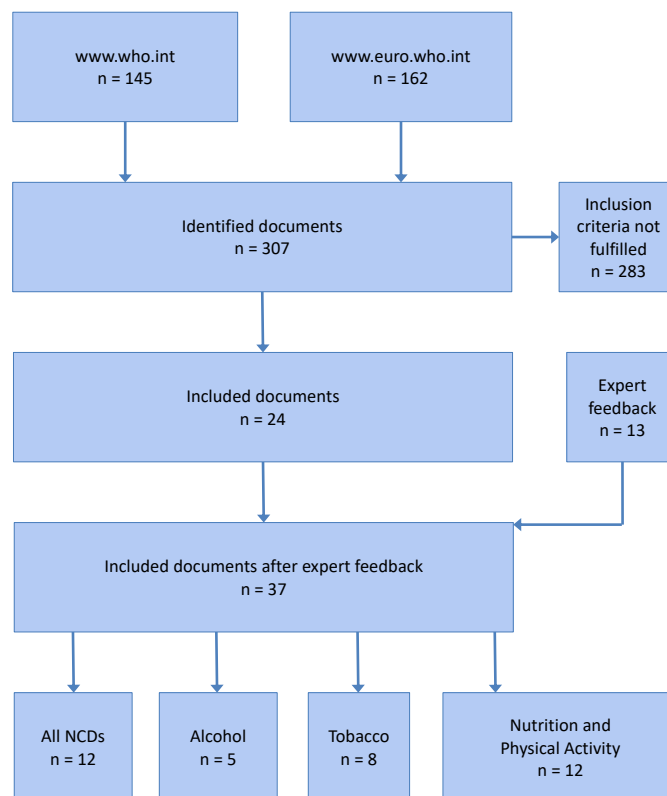 www.who.int
n = 145
www.euro.who.int
n = 162
Identified documents
n = 307
Inclusion
criteria not
fulfilled
n = 283
Included documents
n = 24
Expert
feedback
n = 13
Included documents after expert feedback
n = 37
All NCDs
n = 12
Alcohol
n = 5
Tobacco
n = 8
Nutrition and
Physical Activity
n = 12